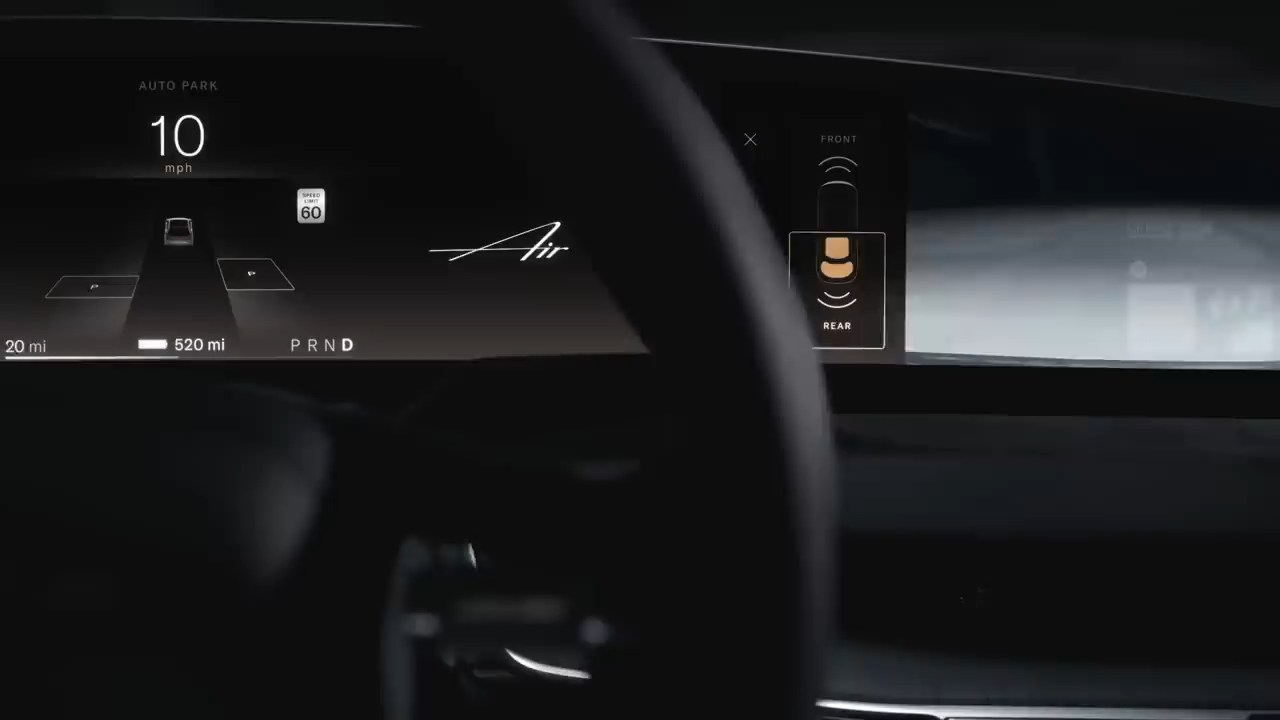 AUTO PARK
10
mph
SPEED
LIMIT
60
P
P
Air
20 mi
520 mi
P R N D
FRONT
REAR